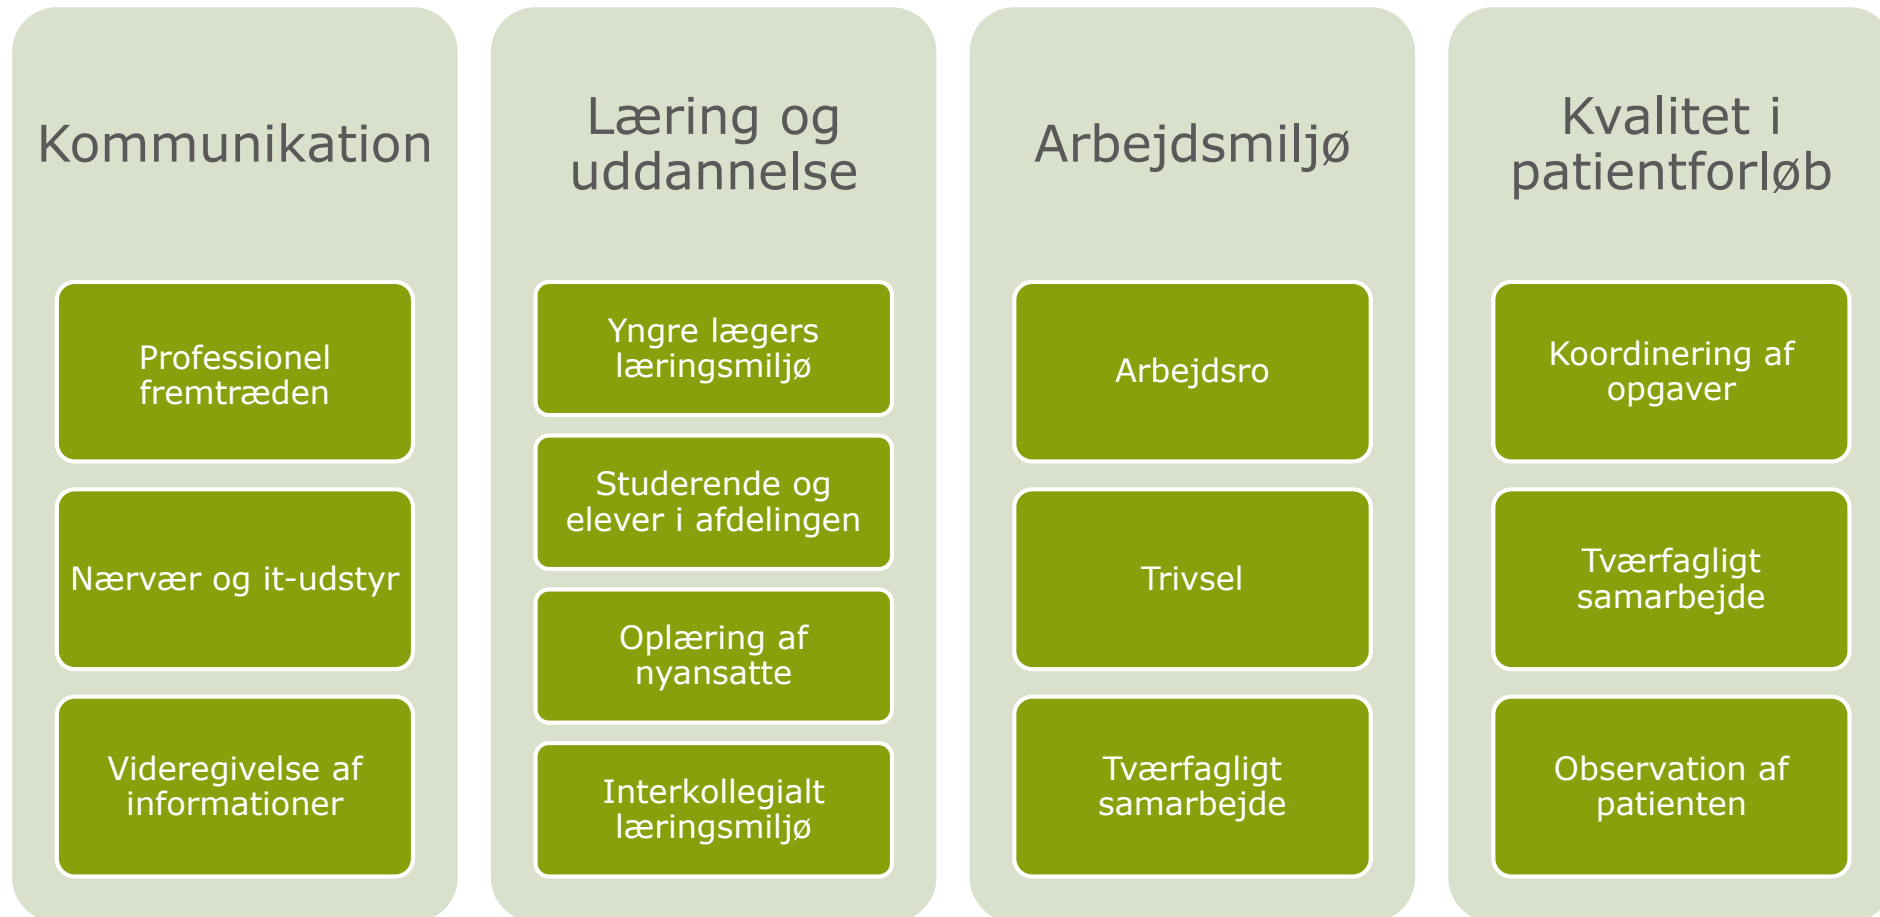 Kommunikation
Professionel
fremtræden
Nærvær og it-udstyr
Videregivelse af
informationer
Læring og
uddannelse
Yngre lægers
læringsmiljø
Studerende og
elever i afdelingen
Oplæring af
nyansatte
Interkollegialt
læringsmiljø
Arbejdsmiljø
Arbejdsro
Trivsel
Tværfagligt
samarbejde
Kvalitet i
patientforløb
Koordinering af
opgaver
Tværfagligt
samarbejde
Observation af
patienten